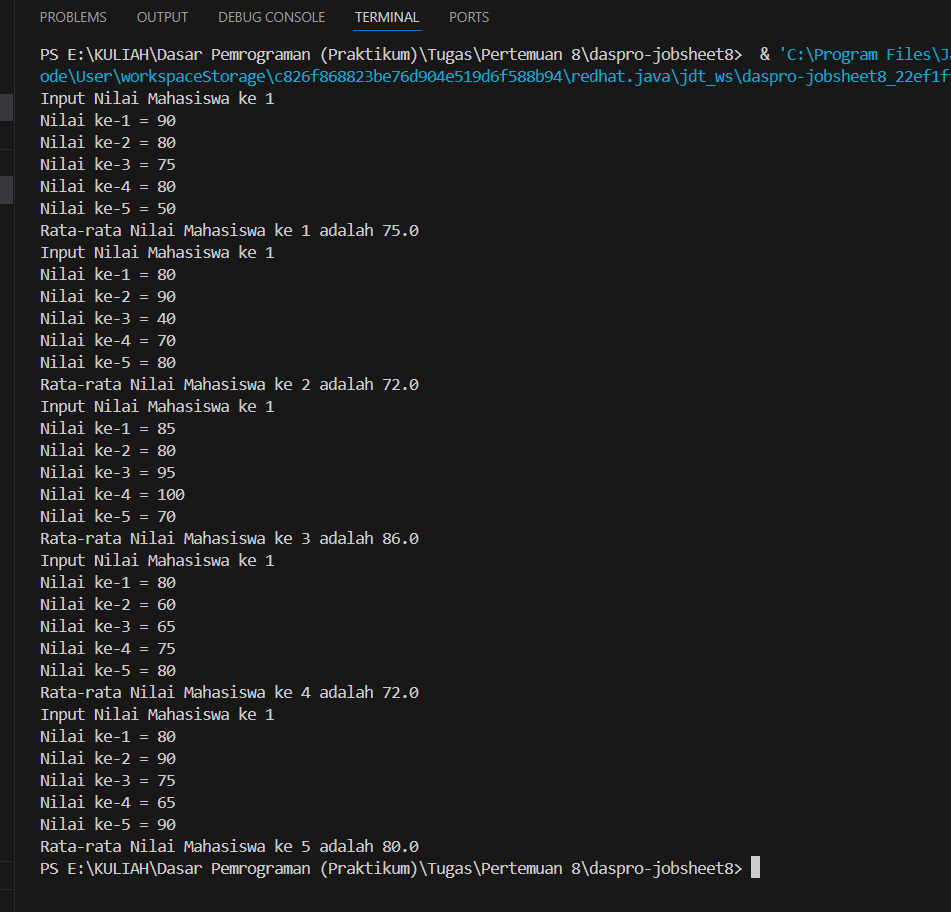 PROBLEMS OUTPUT DEBUG CONSOLE TERMINAL PORTS
PS E:\KULIAH\Dasar Pemrograman (Praktikum)\Tugas\Pertemuan 8\daspro-jobsheet8>  & 'C:\Program Files\J
ode\User\workspaceStorage\c826f868823be76d904e519d6f588b94\redhat.java\jdt_ws\daspro-jobsheet8_22ef1f
Input Nilai Mahasiswa ke 1
Nilai ke-1 = 90
Nilai ke-2 = 80
Nilai ke-3 = 75
Nilai ke-4 = 80
Nilai ke-5 = 50
Rata-rata Nilai Mahasiswa ke 1 adalah 75.0
Input Nilai Mahasiswa ke 1
Nilai ke-1 = 80
Nilai ke-2 = 90
Nilai ke-3 = 40
Nilai ke-4 = 70
Nilai ke-5 = 80
Rata-rata Nilai Mahasiswa ke 2 adalah 72.0
Input Nilai Mahasiswa ke 1
Nilai ke-1 = 85
Nilai ke-2 = 80
Nilai ke-3 = 95
Nilai ke-4 = 100
Nilai ke-5 = 70
Rata-rata Nilai Mahasiswa ke 3 adalah 86.0
Input Nilai Mahasiswa ke 1
Nilai ke-1 = 80
Nilai ke-2 = 60
Nilai ke-3 = 65
Nilai ke-4 = 75
Nilai ke-5 = 80
Rata-rata Nilai Mahasiswa ke 4 adalah 72.0
Input Nilai Mahasiswa ke 1
Nilai ke-1 = 80
Nilai ke-2 = 90
Nilai ke-3 = 75
Nilai ke-4 = 65
Nilai ke-5 = 90
Rata-rata Nilai Mahasiswa ke 5 adalah 80.0
PS E:\KULIAH\Dasar Pemrograman (Praktikum)\Tugas\Pertemuan 8\daspro-jobsheet8>